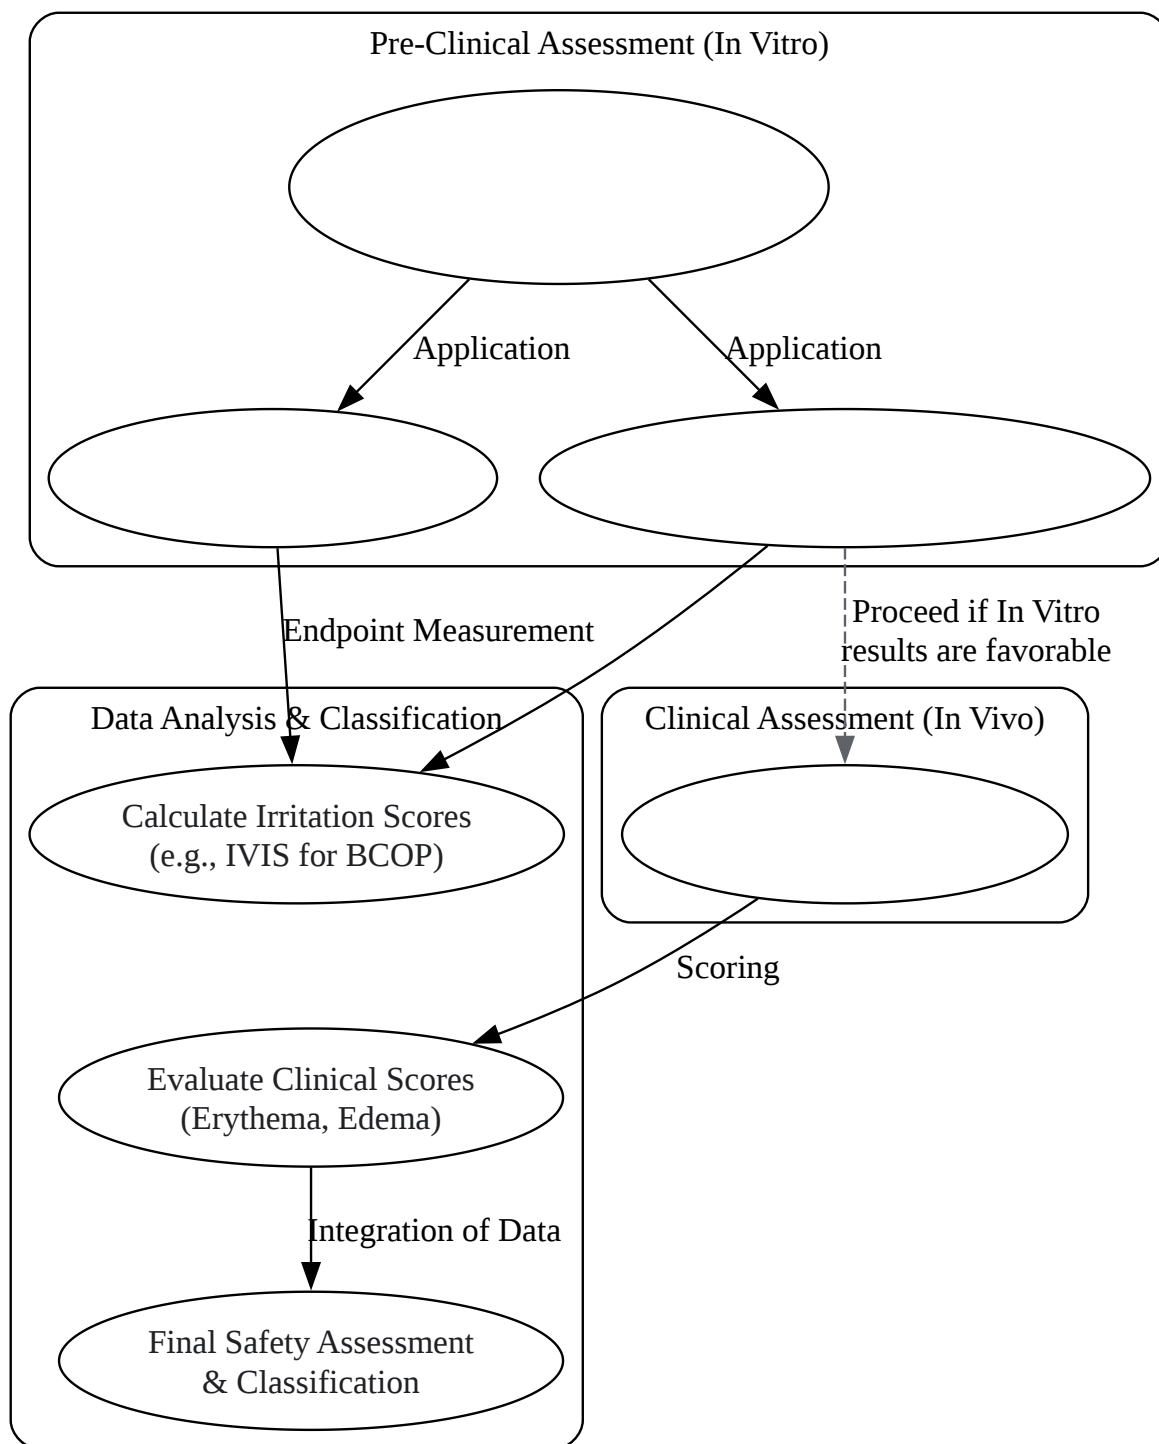 Pre-Clinical Assessment (In Vitro)
Application
Application
Endpoint Measurement
Proceed if In Vitro
results are favorable
Data Analysis & Classification
Clinical Assessment (In Vivo)
Calculate Irritation Scores
(e.g., IVIS for BCOP)
Scoring
Evaluate Clinical Scores
(Erythema, Edema)
Integration of Data
Final Safety Assessment
& Classification